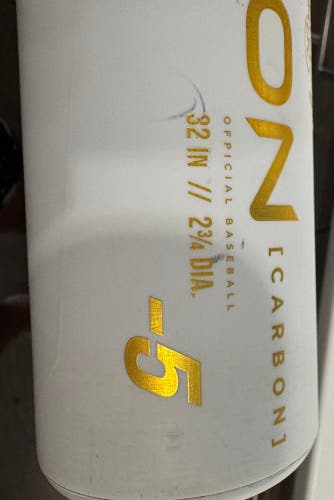 ON
[CARBON]
OFFICIAL BASEBALL
32 IN // 2¾ DIA.
-5